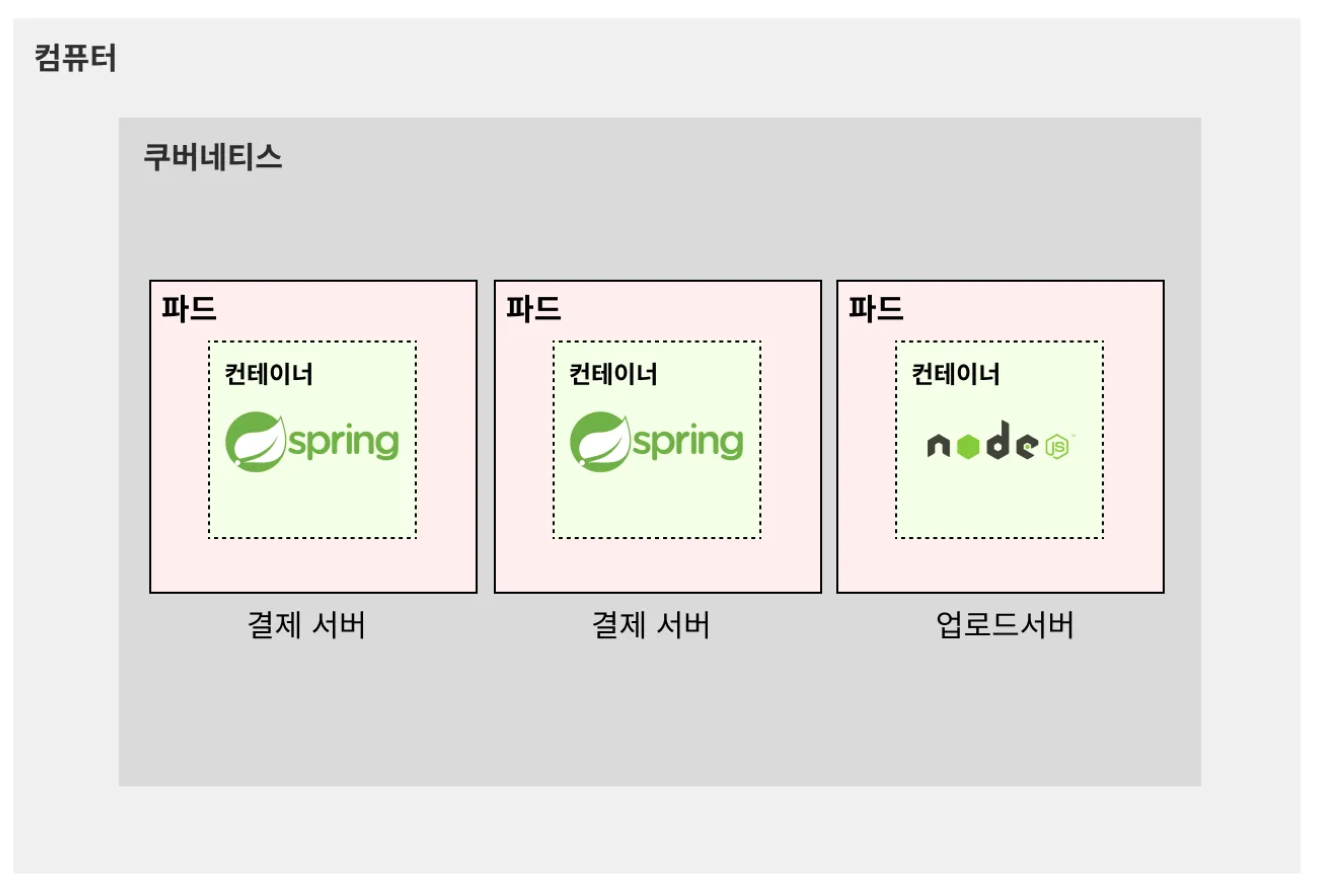 컴퓨터
쿠버네티스
파드
컨테이너
spring
결제 서버
파드
컨테이너
spring
결제 서버
파드
컨테이너
node
JS
업로드서버